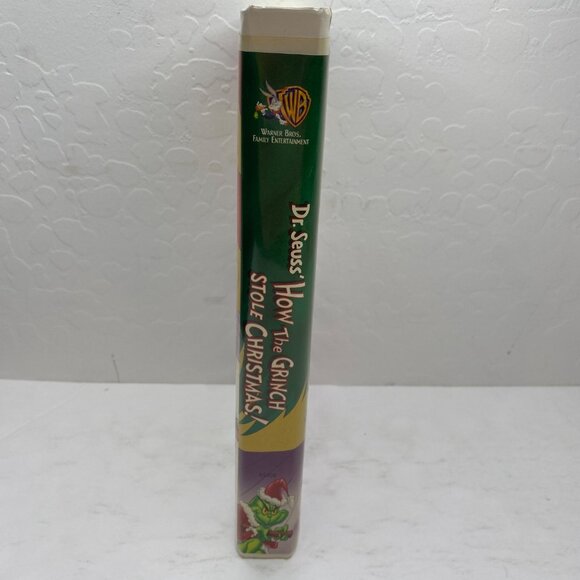 WB
WARNER BROS.
FAMILY ENTERTAINMENT
DR. SEUSS' HOW THE GRINCH
STOLE CHRISTMAS!